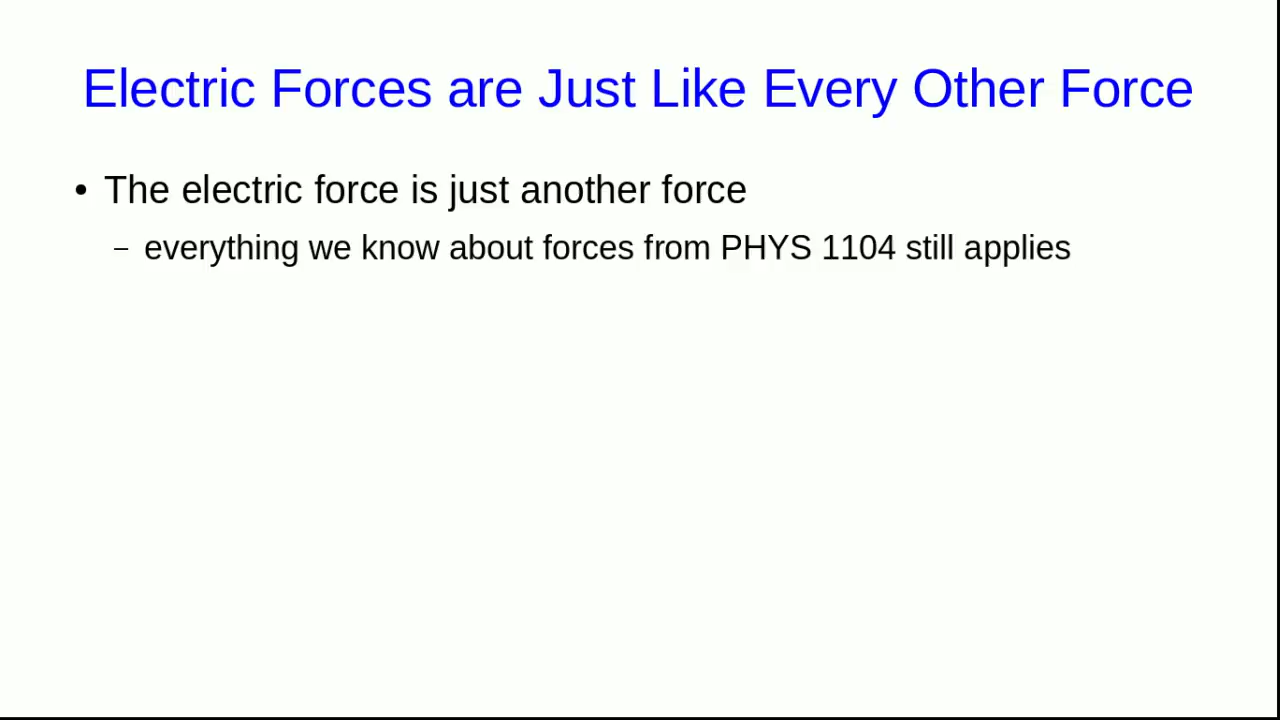 Electric Forces are Just Like Every Other Force
• The electric force is just another force
– everything we know about forces from PHYS 1104 still applies